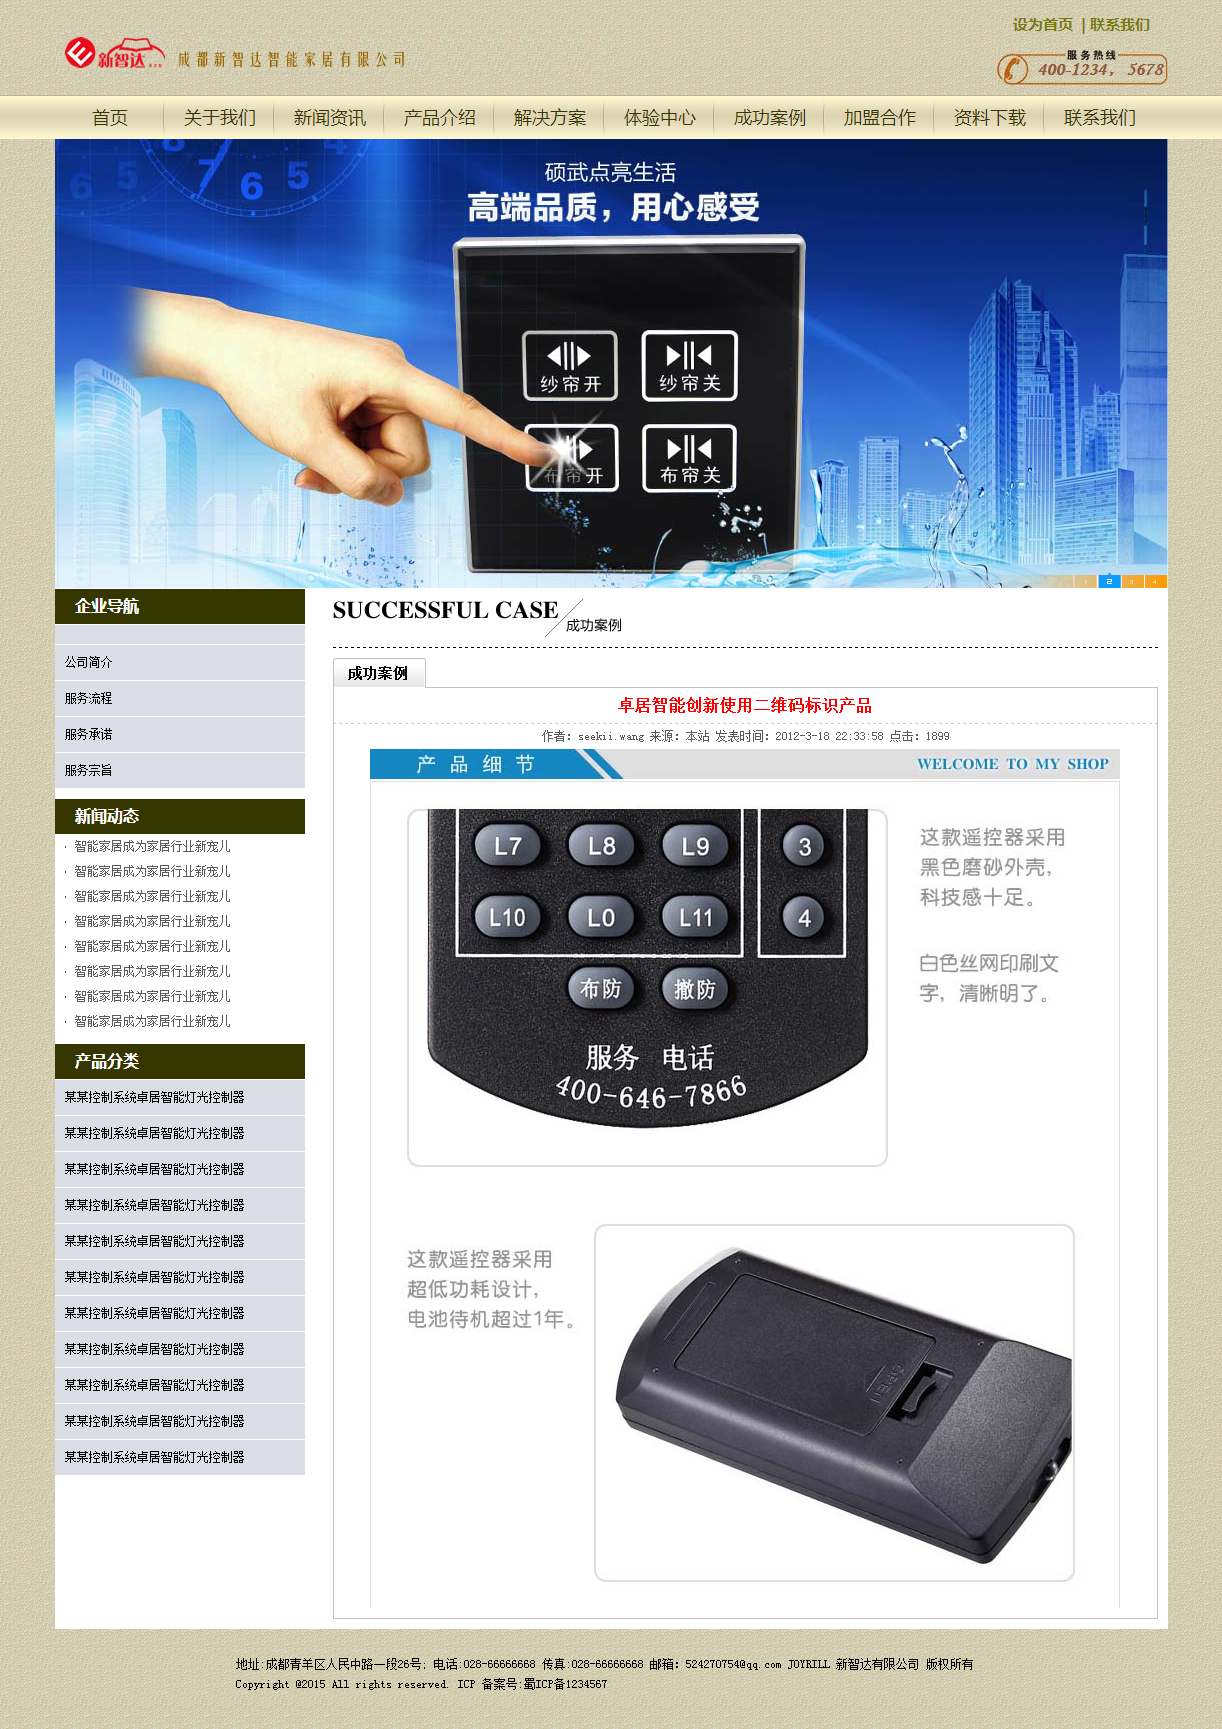 设为首页 | 联系我们
新智达 成都新智达智能家居有限公司
服务热线
400-1234, 5678
首页 关于我们 新闻资讯 产品介绍 解决方案 体验中心 成功案例 加盟合作 资料下载 联系我们
硕武点亮生活
高端品质，用心感受
纱帘开 纱帘关
布帘开 布帘关
1 2 3 4
企业导航
公司简介
服务流程
服务承诺
服务宗旨
新闻动态
· 智能家居成为家居行业新宠儿
· 智能家居成为家居行业新宠儿
· 智能家居成为家居行业新宠儿
· 智能家居成为家居行业新宠儿
· 智能家居成为家居行业新宠儿
· 智能家居成为家居行业新宠儿
· 智能家居成为家居行业新宠儿
· 智能家居成为家居行业新宠儿
产品分类
某某控制系统卓居智能灯光控制器
某某控制系统卓居智能灯光控制器
某某控制系统卓居智能灯光控制器
某某控制系统卓居智能灯光控制器
某某控制系统卓居智能灯光控制器
某某控制系统卓居智能灯光控制器
某某控制系统卓居智能灯光控制器
某某控制系统卓居智能灯光控制器
某某控制系统卓居智能灯光控制器
某某控制系统卓居智能灯光控制器
某某控制系统卓居智能灯光控制器
SUCCESSFUL CASE 成功案例
成功案例
卓居智能创新使用二维码标识产品
作者：seekii.wang 来源：本站 发表时间：2012-3-18 22:33:58 点击：1899
产品细节 WELCOME TO MY SHOP
L7 L8 L9 3
L10 L0 L11 4
布防 撤防
服务 电话
400-646-7866
这款遥控器采用
黑色磨砂外壳，
科技感十足。
白色丝网印刷文
字，清晰明了。
这款遥控器采用
超低功耗设计，
电池待机超过1年。
OPEN
地址:成都青羊区人民中路一段26号; 电话:028-66666668 传真:028-66666668 邮箱: 524270754@qq.com JOYRILL 新智达有限公司 版权所有
Copyright @2015 All rights reserved. ICP 备案号:蜀ICP备1234567